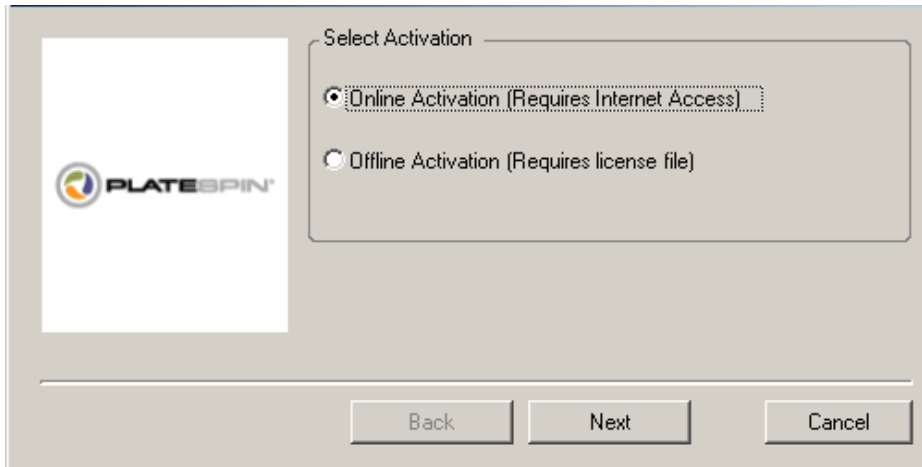 Select Activation
Online Activation (Requires Internet Access)
Offline Activation (Requires license file)
PLATESPIN®
Back
Next
Cancel